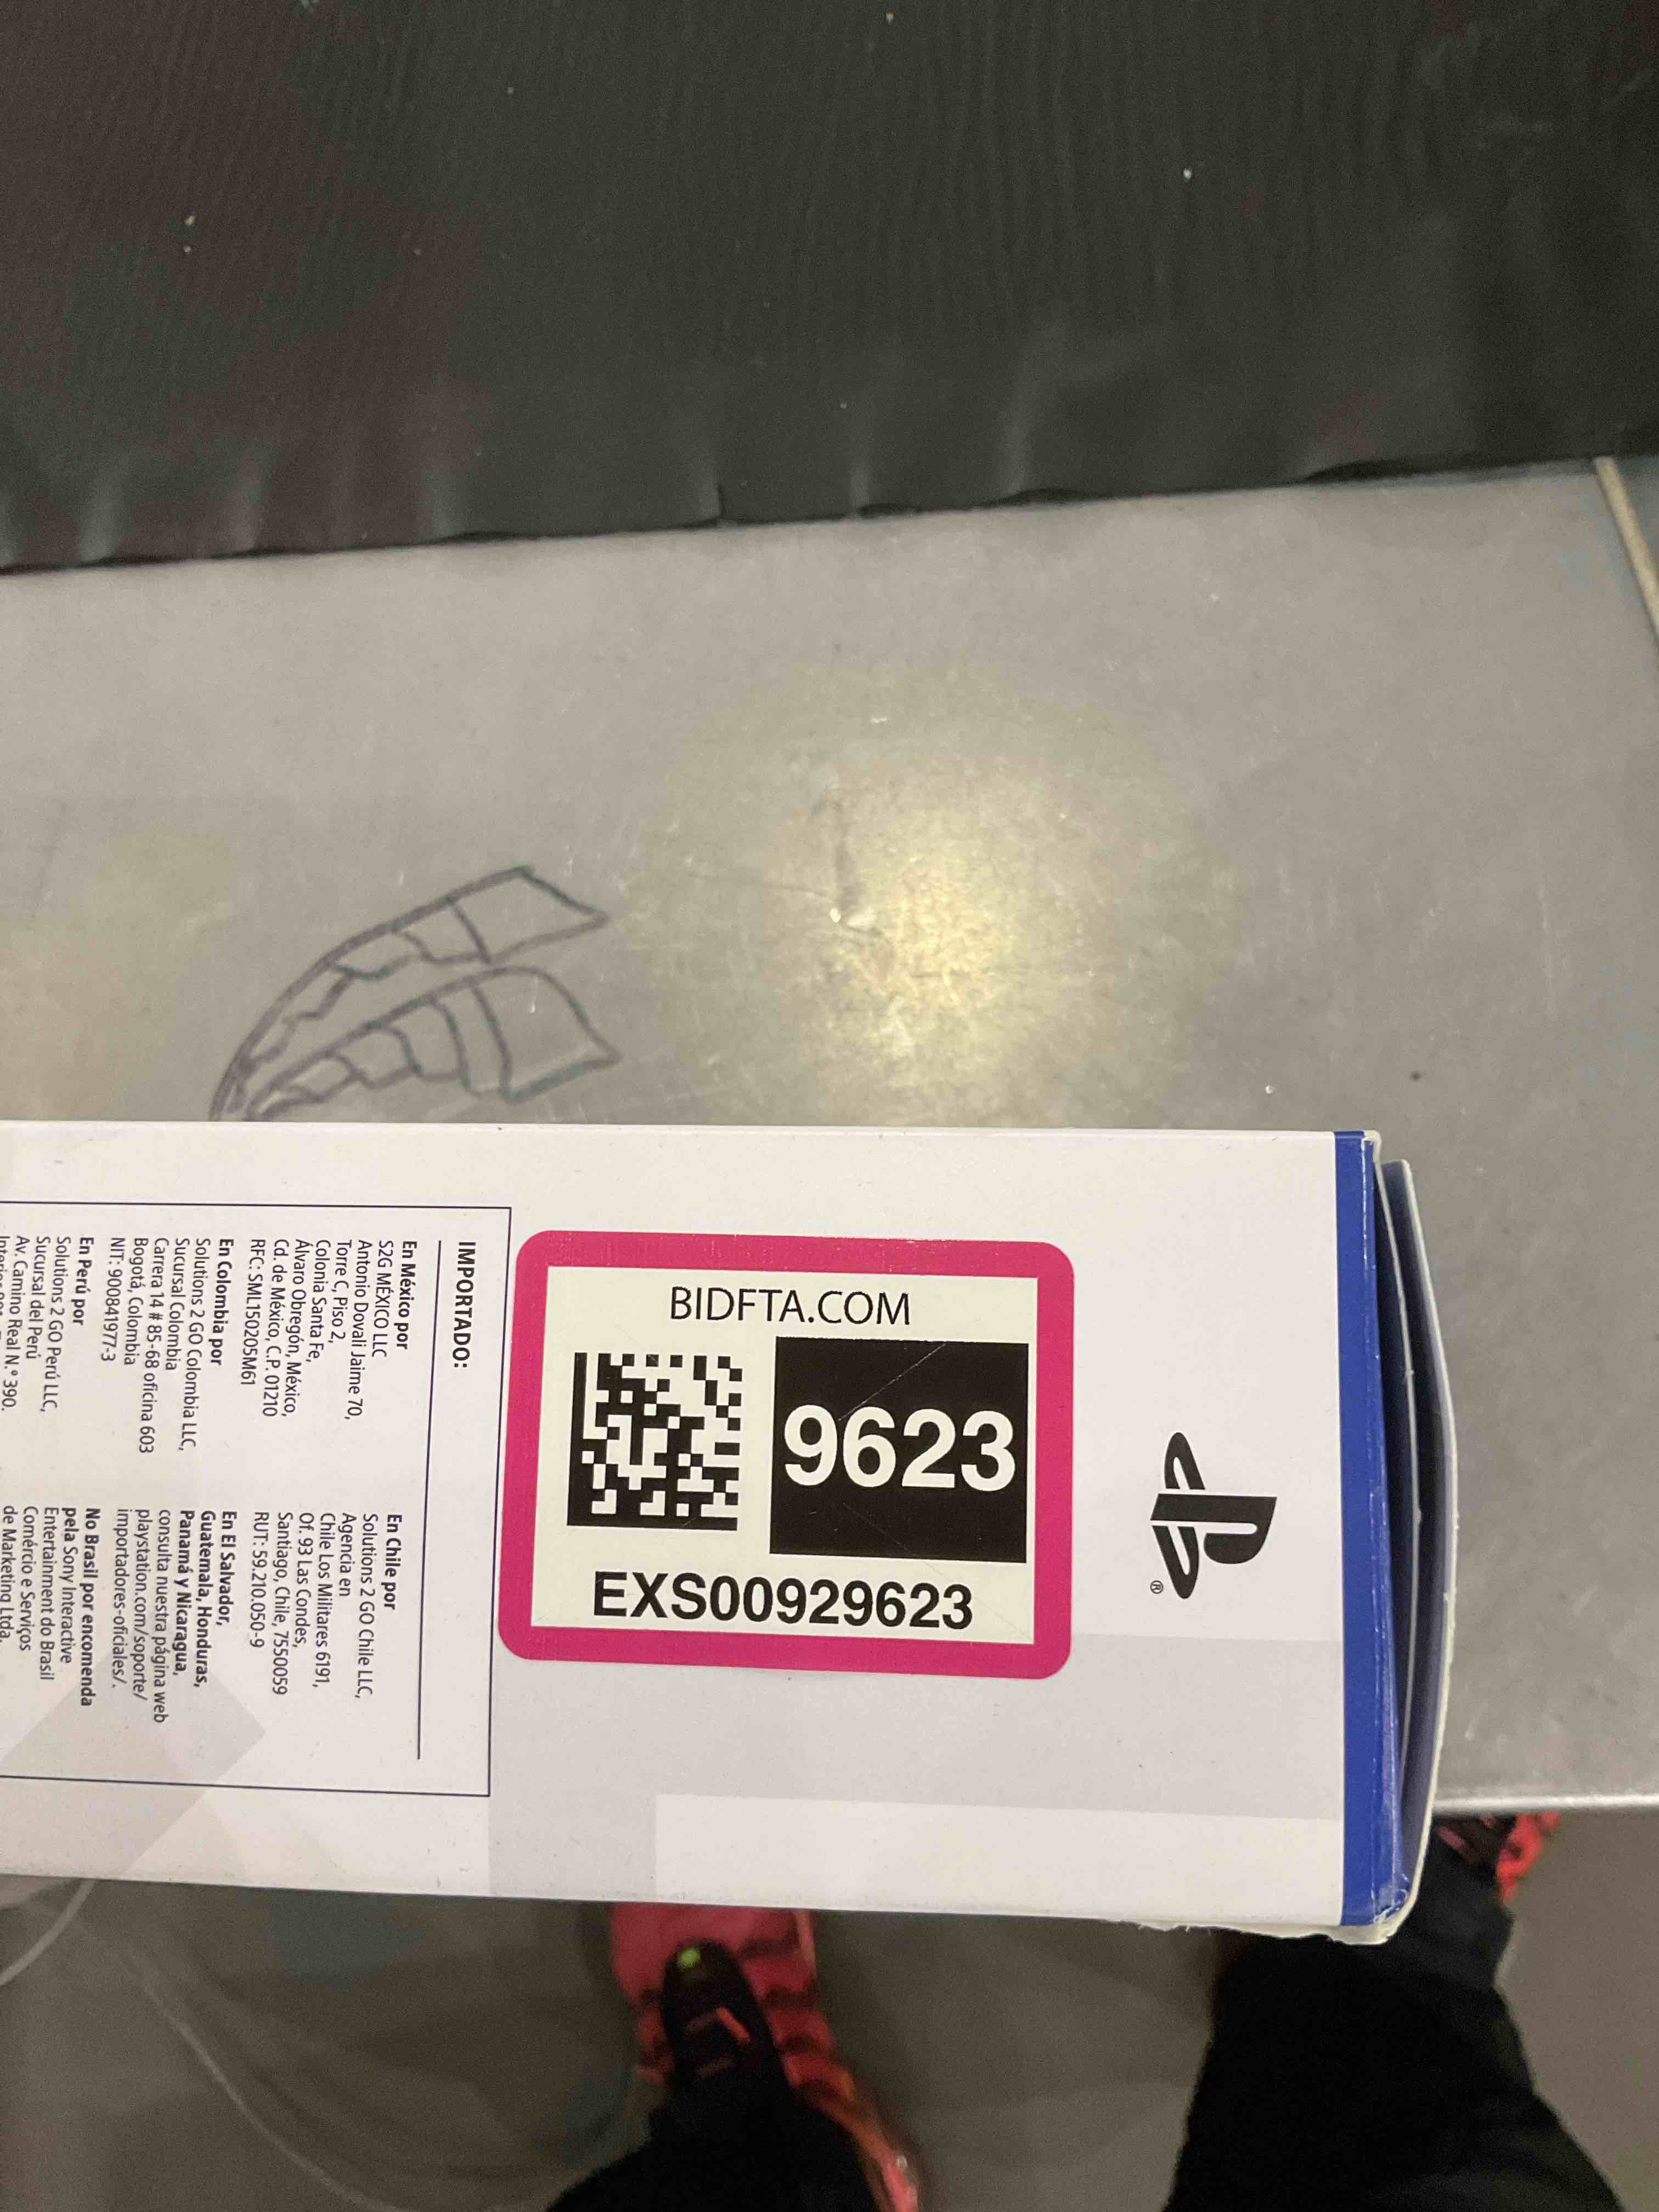 BIDFTA.COM
9623
EXS00929623
®
IMPORTADO:
En México por
S2G MÉXICO LLC
Antonio Dovali Jaime 70,
Torre C, Piso 2,
Colonia Santa Fe,
Álvaro Obregón, México,
Cd. de México, C.P. 01210
RFC: SML150205M61
En Colombia por
Solutions 2 GO Colombia LLC,
Sucursal Colombia
Carrera 14 # 85-68 oficina 603
Bogotá, Colombia
NIT: 900841977-3
En Perú por
Solutions 2 GO Perú LLC,
Sucursal del Perú
Av. Camino Real N.º 390.
En Chile por
Solutions 2 GO Chile LLC,
Agencia en
Chile Los Militares 6191,
Of. 93 Las Condes,
Santiago, Chile, 7550059
RUT: 59.210.050-9
En El Salvador,
Guatemala, Honduras,
Panamá y Nicaragua,
consulta nuestra página web
playstation.com/soporte/
importadores-oficiales/.
No Brasil por encomenda
pela Sony Interactive
Entertainment do Brasil
Comércio e Serviços
de Marketing Ltda.